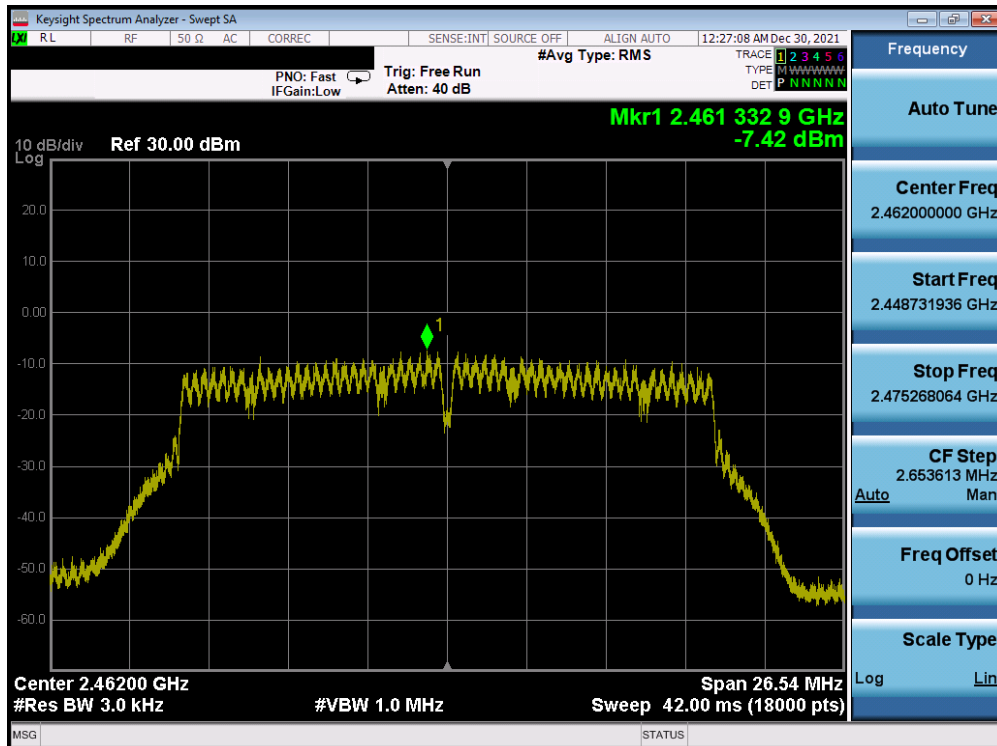 Keysight Spectrum Analyzer - Swept SA
LXI RL RF 50 Ω AC CORREC SENSE:INT SOURCE OFF ALIGN AUTO 12:27:08 AM Dec 30, 2021
#Avg Type: RMS
TRACE 1 2 3 4 5 6
PNO: Fast Trig: Free Run
TYPE M W W W W W
IFGain:Low Atten: 40 dB
DET P N N N N N
Mkr1 2.461 332 9 GHz
-7.42 dBm
10 dB/div Ref 30.00 dBm
Log
20.0
10.0
0.00
1
-10.0
-20.0
-30.0
-40.0
-50.0
-60.0
Center 2.46200 GHz Span 26.54 MHz
#Res BW 3.0 kHz #VBW 1.0 MHz Sweep 42.00 ms (18000 pts)
MSG STATUS
Frequency
Auto Tune
Center Freq
2.462000000 GHz
Start Freq
2.448731936 GHz
Stop Freq
2.475268064 GHz
CF Step
2.653613 MHz
Auto Man
Freq Offset
0 Hz
Scale Type
Log Lin